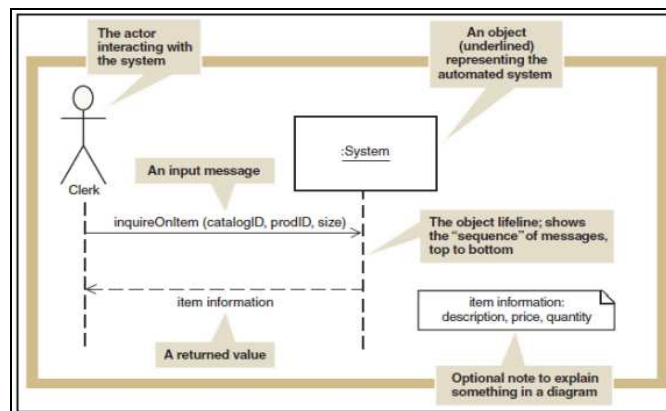 The actor
interacting with
the system
An object
(underlined)
representing the
automated system
:System
An input message
Clerk
inquireOnItem (catalogID, prodID, size)
The object lifeline; shows
the “sequence” of messages,
top to bottom
item information
item information:
description, price, quantity
A returned value
Optional note to explain
something in a diagram